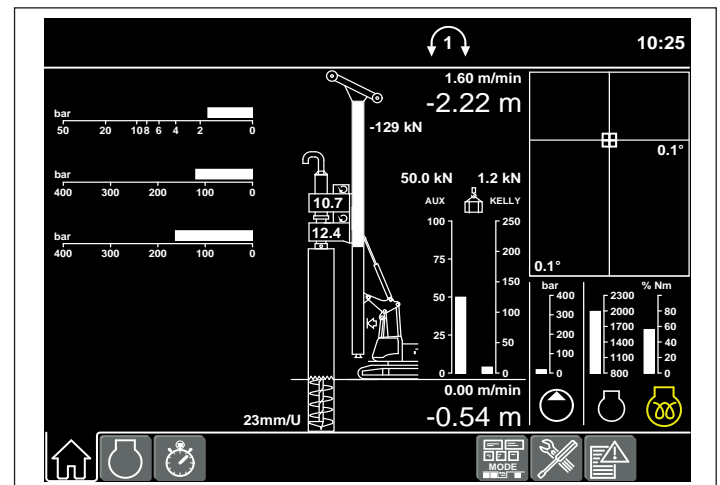 1
10:25
1.60 m/min
-2.22 m
bar
50 20 108 6 4 2 0
-129 kN
0.1°
bar
400 300 200 100 0
50.0 kN 1.2 kN
AUX KELLY
10.7
12.4
bar
400 300 200 100 0
100
75
50
25
0
250
200
150
100
50
0
0.1°
bar
400
300
200
100
0
% Nm
2300
2000
1700
1400
1100
800
80
60
40
20
0
0.00 m/min
-0.54 m
23mm/U
MODE